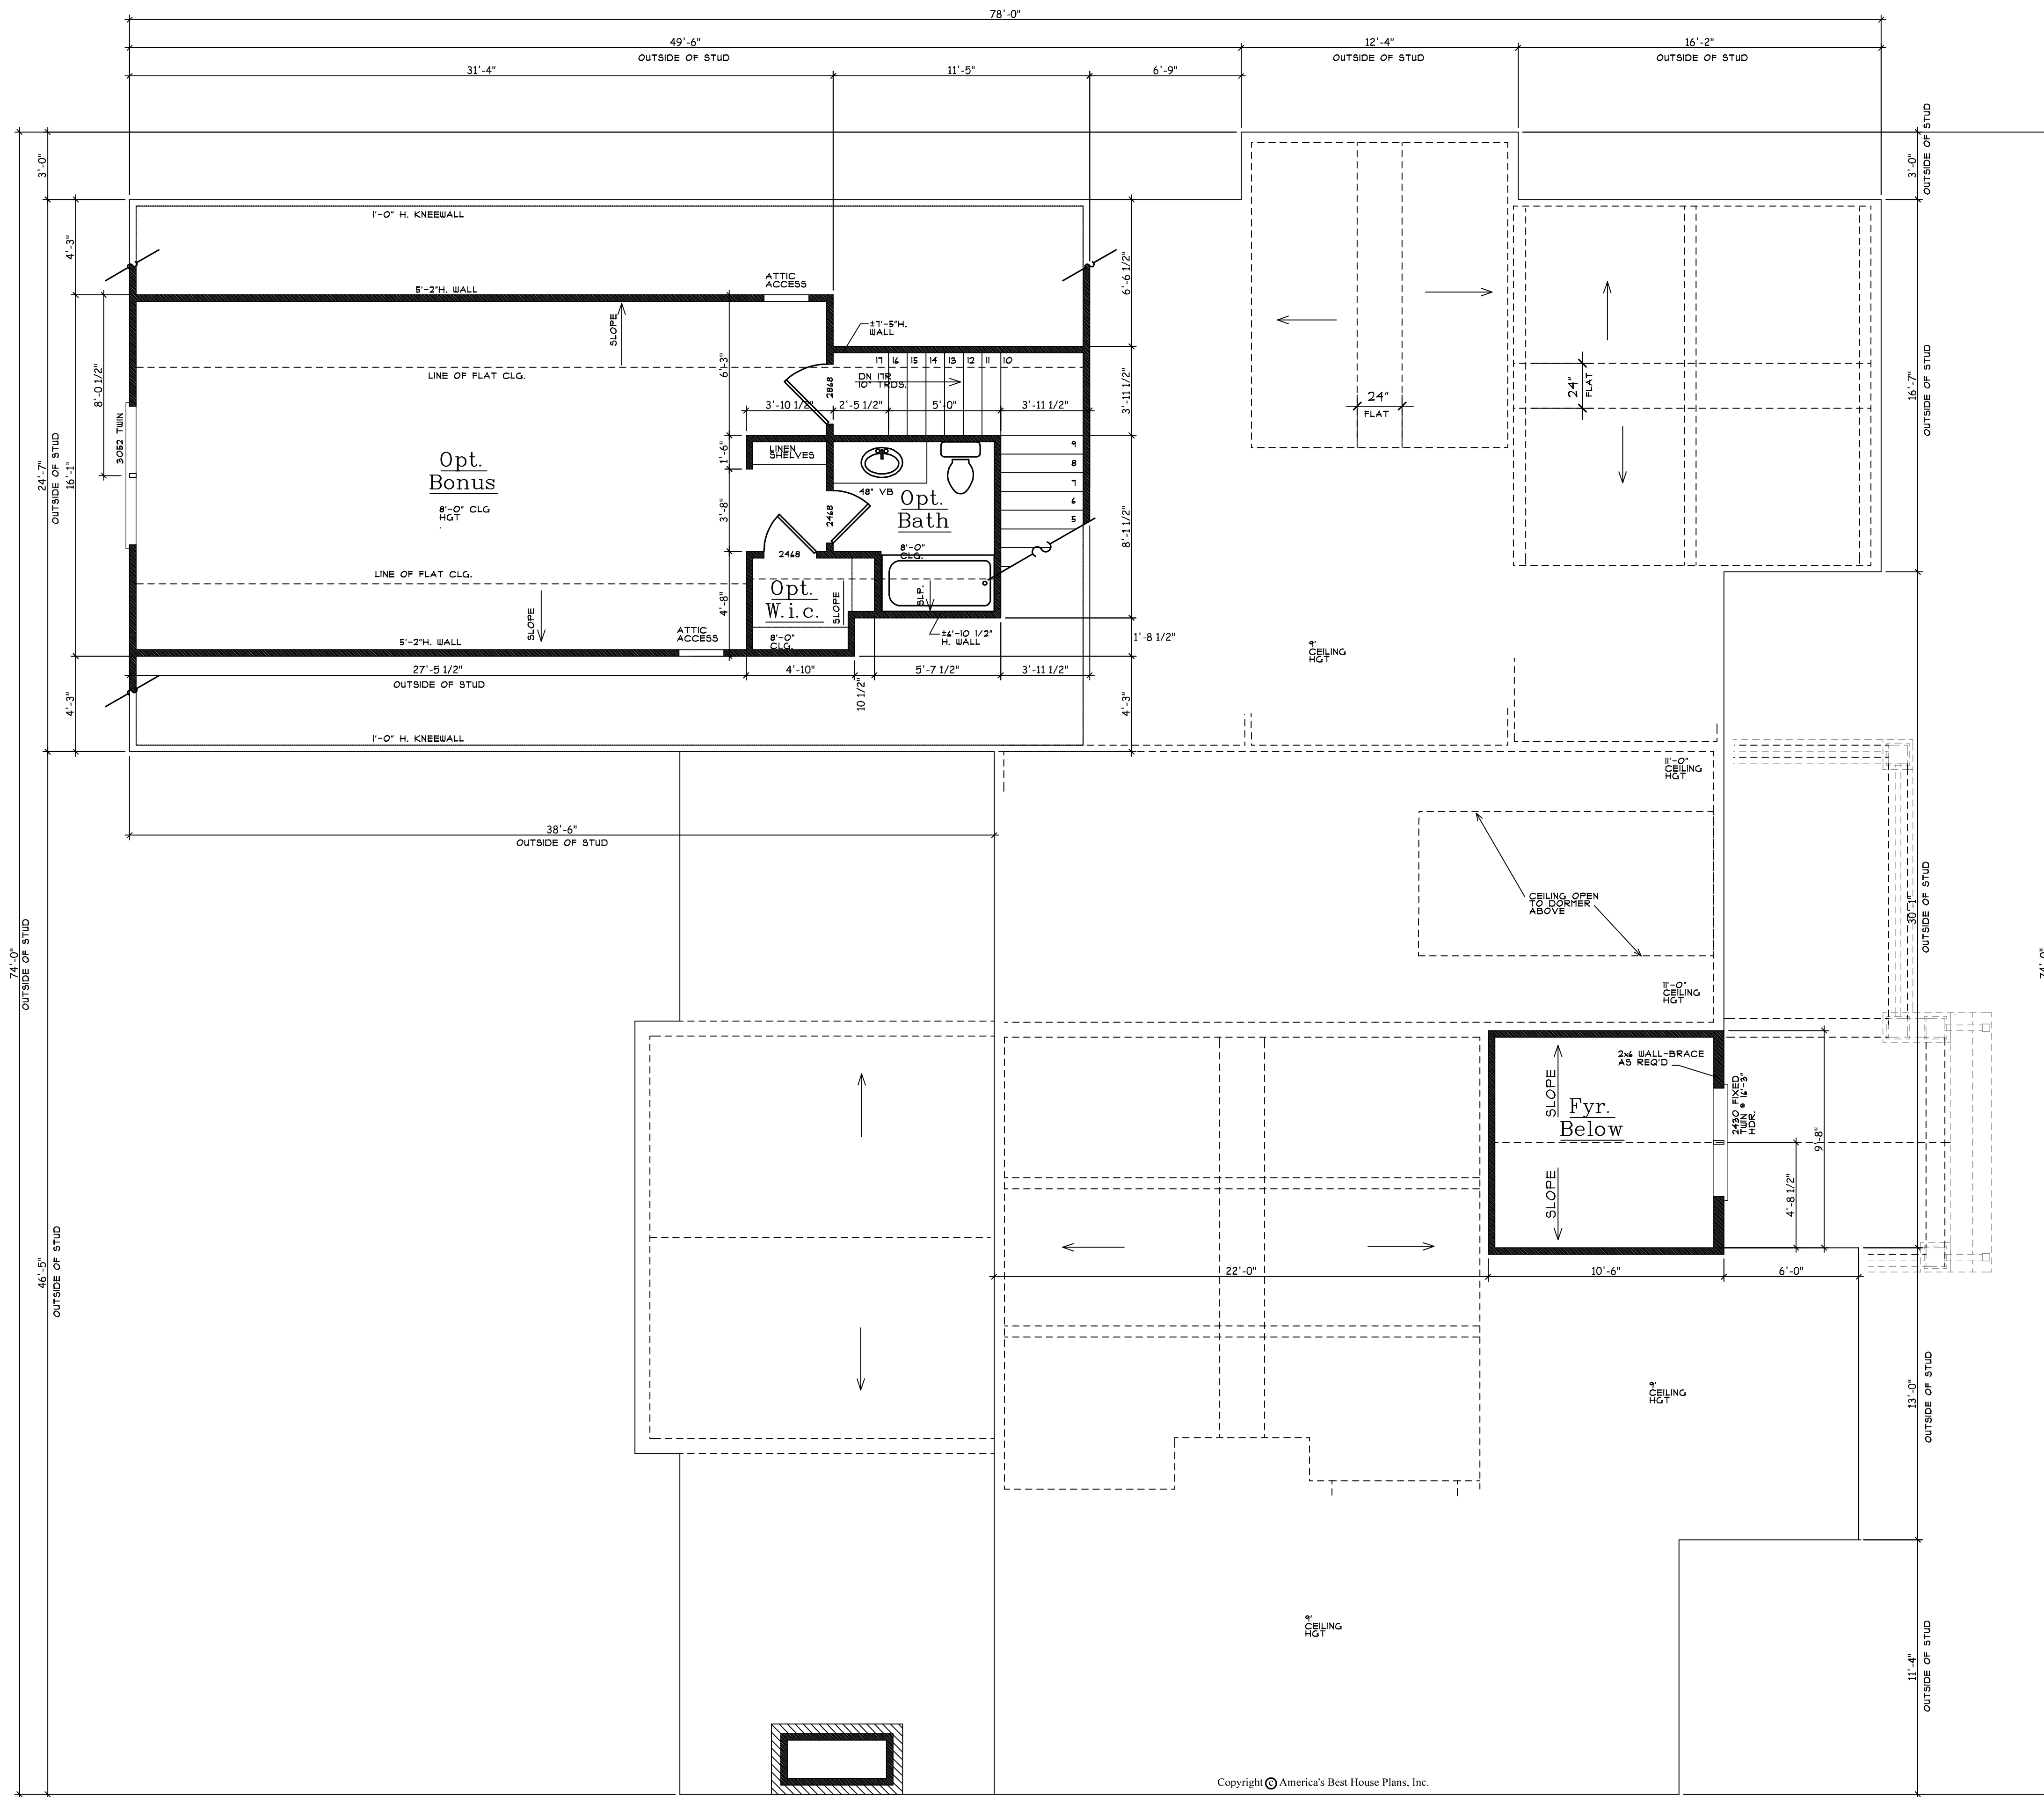 78'-0"
49'-6"
12'-4"
16'-2"
OUTSIDE OF STUD
OUTSIDE OF STUD
OUTSIDE OF STUD
31'-4"
11'-5"
6'-9"
3'-0"
3'-0"
OUTSIDE OF STUD
1'-0" H. KNEEWALL
4'-3"
6'-6 1/2"
ATTIC
ACCESS
5'-2"H. WALL
SLOPE
±7'-5"H.
WALL
17 16 15 14 13 12 11 10
DN 17R
10" TRDS.
LINE OF FLAT CLG.
6'-3"
2868
3'-11 1/2"
8'-0 1/2"
3'-10 1/2"
2'-5 1/2"
5'-0"
3'-11 1/2"
24"
FLAT
24"
FLAT
16'-7"
OUTSIDE OF STUD
3052 TWIN
24'-7"
OUTSIDE OF STUD
16'-1"
Opt.
Bonus
8'-0" CLG
HGT
1'-6"
LINEN
SHELVES
48" VB
Opt.
Bath
8'-0"
CLG.
9
8
7
6
5
3'-8"
2468
2468
8'-1 1/2"
LINE OF FLAT CLG.
SLOPE
4'-8"
Opt.
W.i.c.
SLOPE
SLP.
8'-0"
CLG.
±6'-10 1/2"
H. WALL
1'-8 1/2"
ATTIC
ACCESS
5'-2"H. WALL
9'
CEILING
HGT
27'-5 1/2"
4'-10"
5'-7 1/2"
3'-11 1/2"
OUTSIDE OF STUD
10 1/2"
4'-3"
4'-3"
1'-0" H. KNEEWALL
11'-0"
CEILING
HGT
38'-6"
OUTSIDE OF STUD
CEILING OPEN
TO DORMER
ABOVE
30'-1"
OUTSIDE OF STUD
74'-0"
OUTSIDE OF STUD
74'-0"
11'-0"
CEILING
HGT
2x6 WALL-BRACE
AS REQ'D
SLOPE
Fyr.
Below
SLOPE
2430 FIXED
TWIN @ 16'-3"
HDR.
9'-8"
4'-8 1/2"
46'-5"
OUTSIDE OF STUD
22'-0"
10'-6"
6'-0"
9'
CEILING
HGT
13'-0"
OUTSIDE OF STUD
9'
CEILING
HGT
11'-4"
OUTSIDE OF STUD
Copyright © America's Best House Plans, Inc.